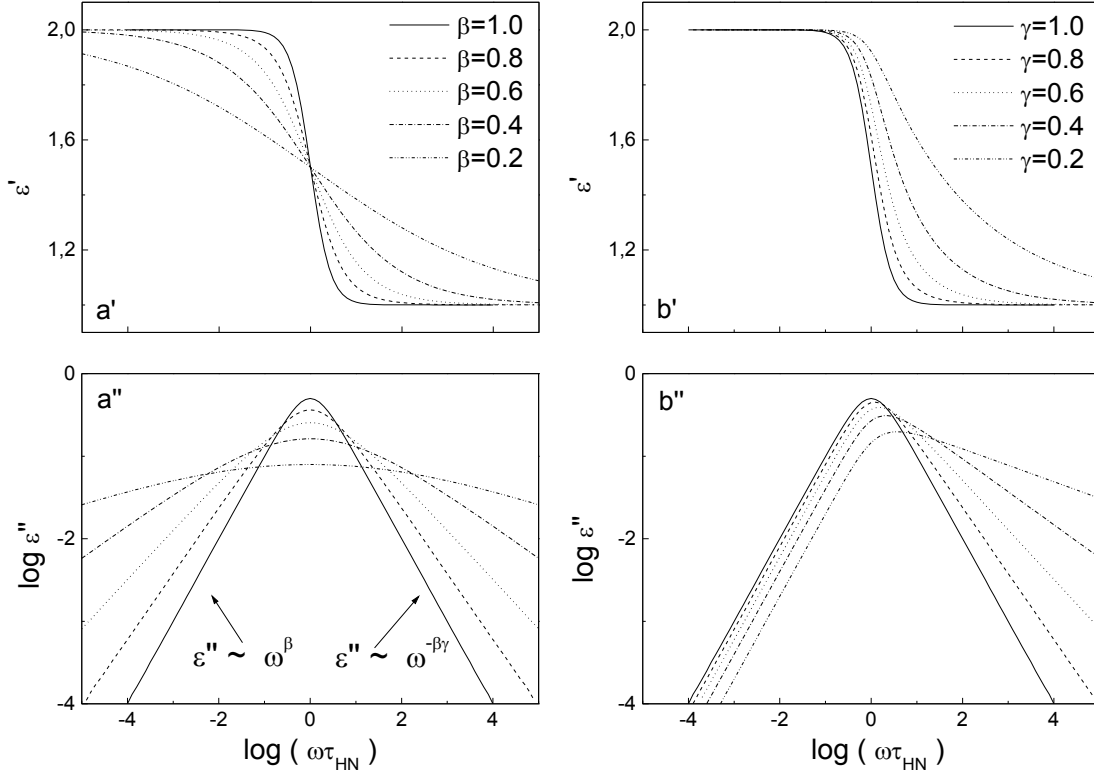 2,0
1,6
1,2
ε'
β=1.0
β=0.8
β=0.6
β=0.4
β=0.2
a'
2,0
1,6
1,2
ε'
γ=1.0
γ=0.8
γ=0.6
γ=0.4
γ=0.2
b'
0
-2
-4
log ε"
a"
ε" ~ ω^β
ε" ~ ω^-βγ
-4 -2 0 2 4
log ( ωτ_HN )
0
-2
-4
log ε"
b"
-4 -2 0 2 4
log ( ωτ_HN )